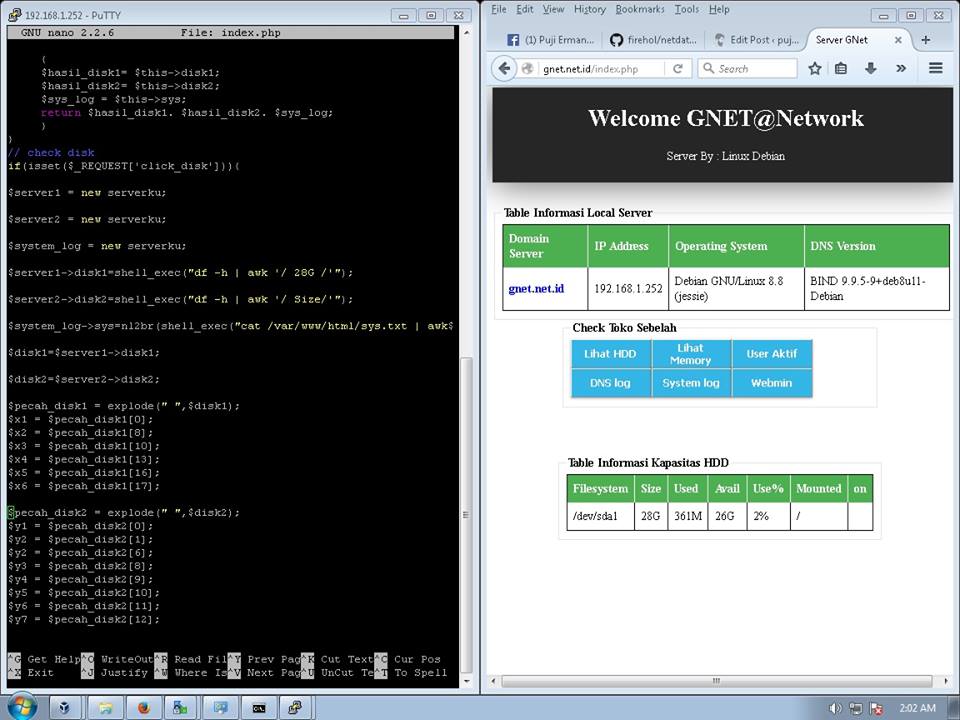 192.168.1.252 - PuTTY
GNU nano 2.2.6 File: index.php
{
$hasil_disk1= $this->disk1;
$hasil_disk2= $this->disk2;
$sys_log = $this->sys;
return $hasil_disk1. $hasil_disk2. $sys_log;
}
}
// check disk
if(isset($_REQUEST['click_disk'])){
$server1 = new serverku;
$server2 = new serverku;
$system_log = new serverku;
$server1->disk1=shell_exec("df -h | awk '/ 28G /'");
$server2->disk2=shell_exec("df -h | awk '/ Size/'");
$system_log->sys=nl2br(shell_exec("cat /var/www/html/sys.txt | awk$
$disk1=$server1->disk1;
$disk2=$server2->disk2;
$pecah_disk1 = explode(" ",$disk1);
$x1 = $pecah_disk1[0];
$x2 = $pecah_disk1[8];
$x3 = $pecah_disk1[10];
$x4 = $pecah_disk1[13];
$x5 = $pecah_disk1[16];
$x6 = $pecah_disk1[17];
$pecah_disk2 = explode(" ",$disk2);
$y1 = $pecah_disk2[0];
$y2 = $pecah_disk2[1];
$y2 = $pecah_disk2[6];
$y3 = $pecah_disk2[8];
$y4 = $pecah_disk2[9];
$y5 = $pecah_disk2[10];
$y6 = $pecah_disk2[11];
$y7 = $pecah_disk2[12];
^G Get Help^O WriteOut^R Read Fil^Y Prev Pag^K Cut Text^C Cur Pos
^X Exit ^J Justify ^W Where Is^V Next Pag^U UnCut Te^T To Spell
File Edit View History Bookmarks Tools Help
(1) Puji Erman... firehol/netdat... Edit Post ‹ puj... Server GNet
gnet.net.id/index.php Search
Welcome GNET@Network
Server By : Linux Debian
Table Informasi Local Server
Domain Server IP Address Operating System DNS Version
gnet.net.id 192.168.1.252 Debian GNU/Linux 8.8 (jessie) BIND 9.9.5-9+deb8u11-Debian
Check Toko Sebelah
Lihat HDD Lihat Memory User Aktif
DNS log System log Webmin
Table Informasi Kapasitas HDD
Filesystem Size Used Avail Use% Mounted on
/dev/sda1 28G 361M 26G 2% /
2:02 AM